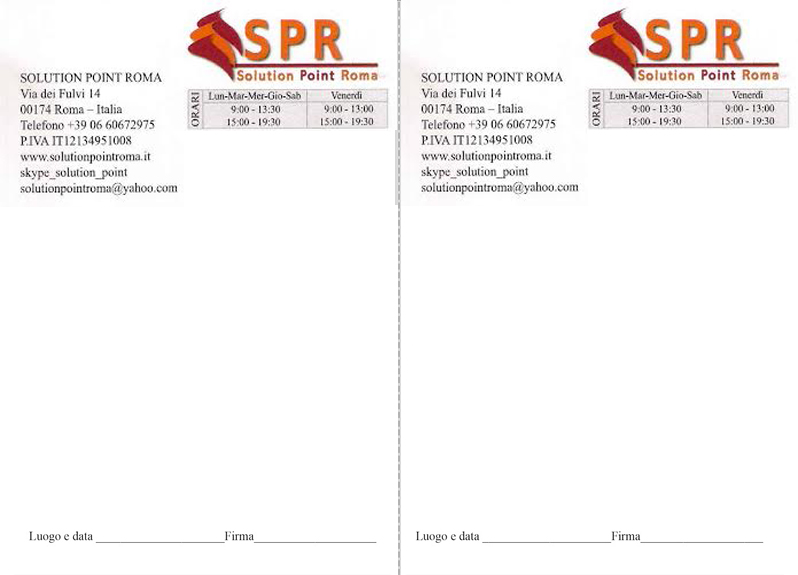 SPR
Solution Point Roma
SOLUTION POINT ROMA
Via dei Fulvi 14
00174 Roma – Italia
Telefono +39 06 60672975
P.IVA IT12134951008
www.solutionpointroma.it
skype_solution_point
solutionpointroma@yahoo.com
ORARI
Lun-Mar-Mer-Gio-Sab Venerdì
9:00 - 13:30 9:00 - 13:00
15:00 - 19:30 15:00 - 19:30
Luogo e data _____________________Firma____________________
SPR
Solution Point Roma
SOLUTION POINT ROMA
Via dei Fulvi 14
00174 Roma – Italia
Telefono +39 06 60672975
P.IVA IT12134951008
www.solutionpointroma.it
skype_solution_point
solutionpointroma@yahoo.com
ORARI
Lun-Mar-Mer-Gio-Sab Venerdì
9:00 - 13:30 9:00 - 13:00
15:00 - 19:30 15:00 - 19:30
Luogo e data _____________________Firma____________________